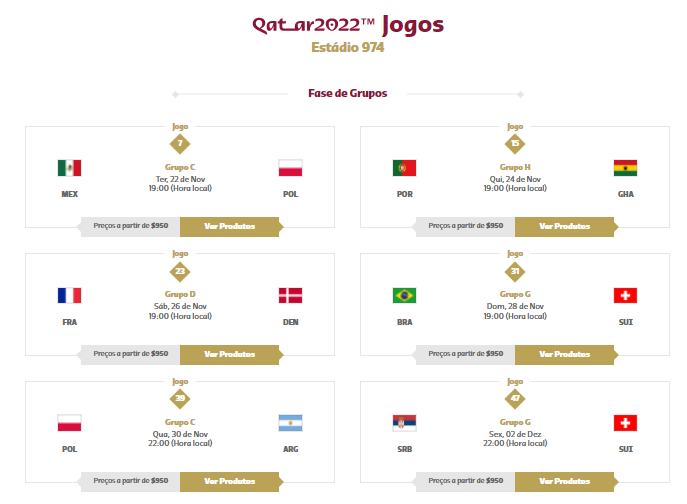 Qatar2022™ Jogos
Estádio 974
Fase de Grupos
Jogo
7
Grupo C
Ter, 22 de Nov
19:00 (Hora local)
MEX
POL
Preços a partir de $950
Ver Produtos
Jogo
15
Grupo H
Qui, 24 de Nov
19:00 (Hora local)
POR
GHA
Preços a partir de $950
Ver Produtos
Jogo
23
Grupo D
Sáb, 26 de Nov
19:00 (Hora local)
FRA
DEN
Preços a partir de $950
Ver Produtos
Jogo
31
Grupo G
Dom, 28 de Nov
19:00 (Hora local)
BRA
SUI
Preços a partir de $950
Ver Produtos
Jogo
39
Grupo C
Qua, 30 de Nov
22:00 (Hora local)
POL
ARG
Preços a partir de $950
Ver Produtos
Jogo
47
Grupo G
Sex, 02 de Dez
22:00 (Hora local)
SRB
SUI
Preços a partir de $950
Ver Produtos